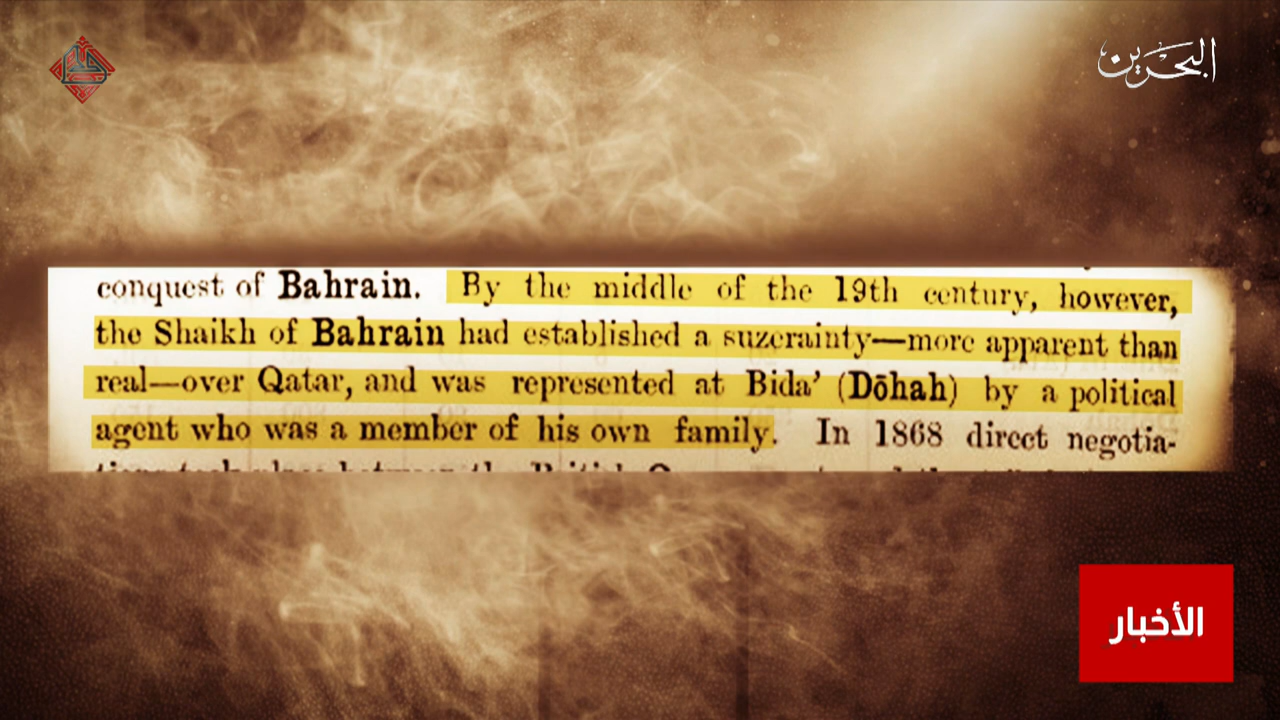 البحرين
conquest of Bahrain. By the middle of the 19th century, however,
the Shaikh of Bahrain had established a suzerainty—more apparent than
real—over Qatar, and was represented at Bida’ (Dōhah) by a political
agent who was a member of his own family. In 1868 direct negotia-
الأخبار